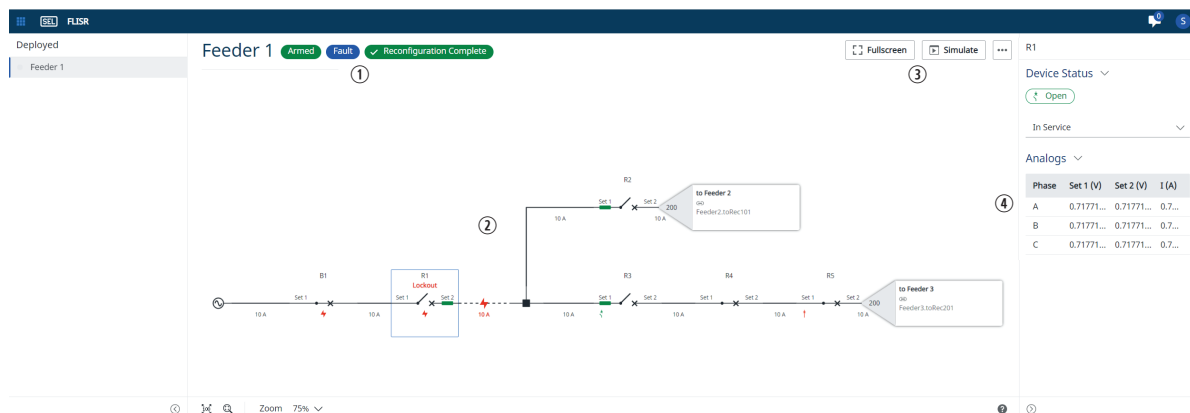 SEL FLISR 0 S
Deployed
Feeder 1
Feeder 1 Armed Fault Reconfiguration Complete
1
Fullscreen Simulate ...
3
R1
Device Status
Open
In Service
Analogs
Phase Set 1 (V) Set 2 (V) I (A)
A 0.71771... 0.71771... 0.7...
B 0.71771... 0.71771... 0.7...
C 0.71771... 0.71771... 0.7...
4
2
R2
Set 1 Set 2 200
10 A 10 A
to Feeder 2
Feeder2.toRec101
B1 R1 R3 R4 R5
Lockout
Set 1 Set 1 Set 2 Set 1 Set 2 Set 1 Set 2 Set 1 Set 2 200
10 A 10 A 10 A 10 A 10 A 10 A 10 A
to Feeder 3
Feeder3.toRec201
Zoom 75% ?